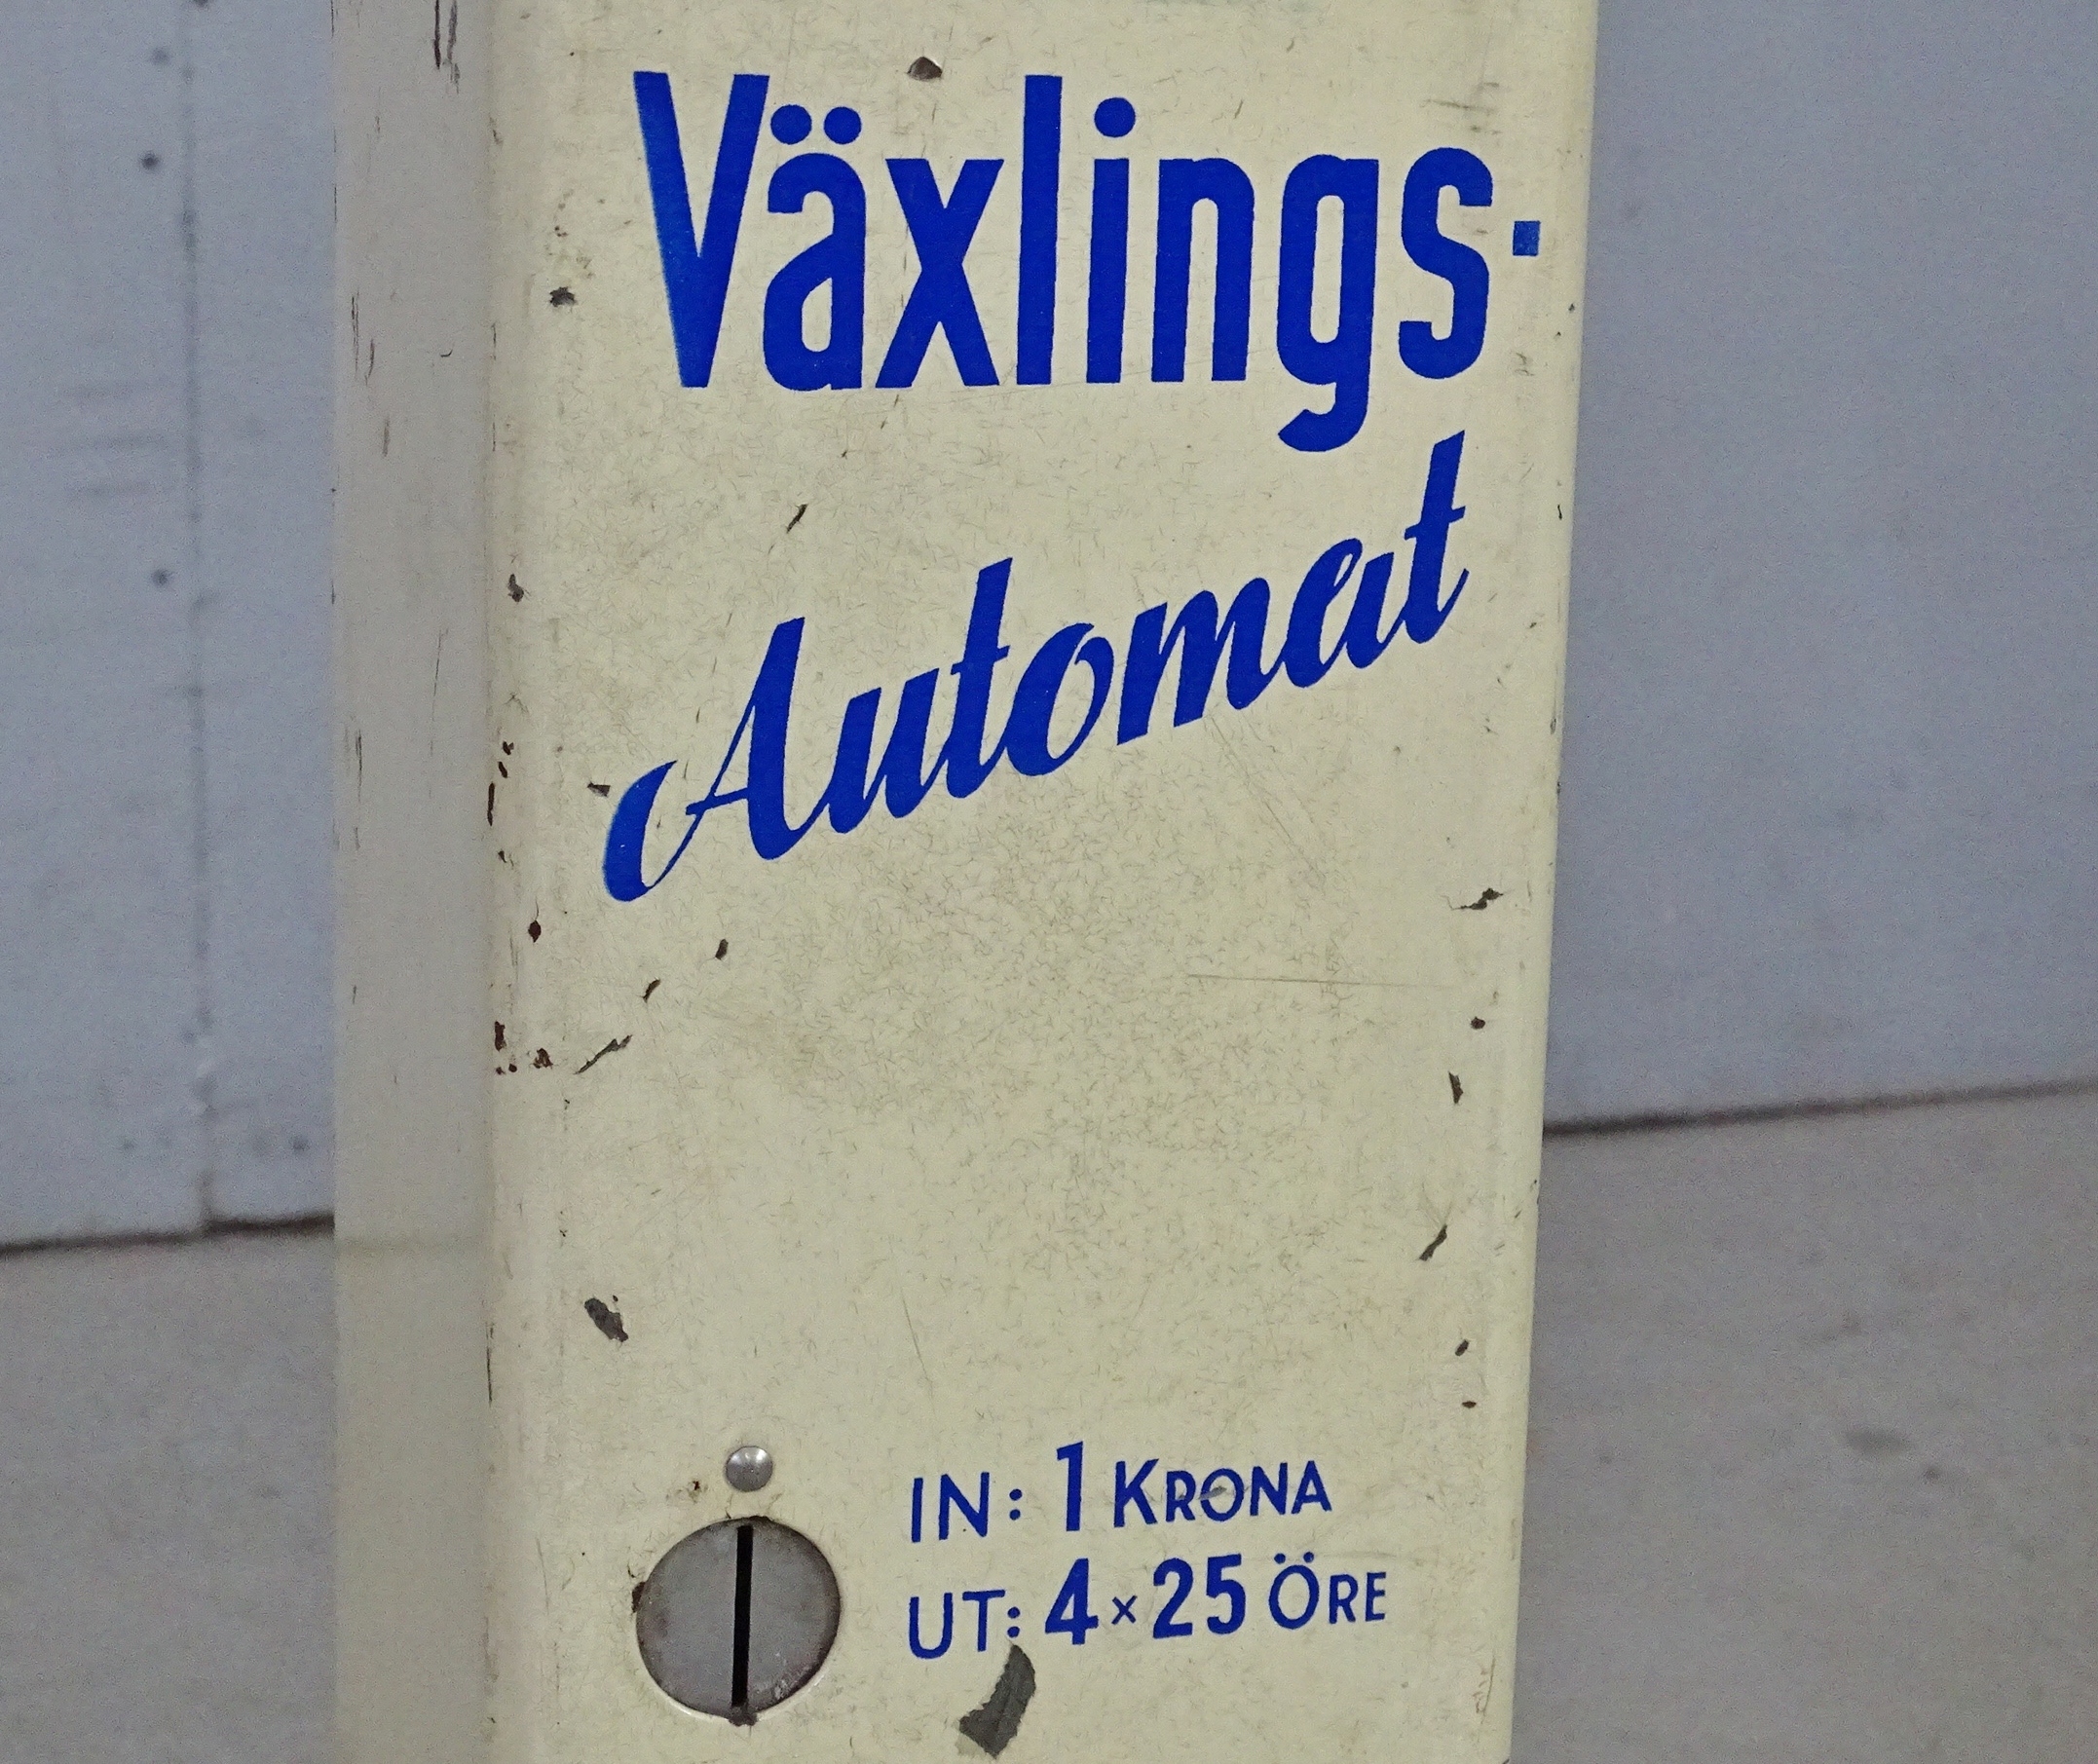 Växlings-
Automat
IN: 1 KRONA
UT: 4×25 ÖRE